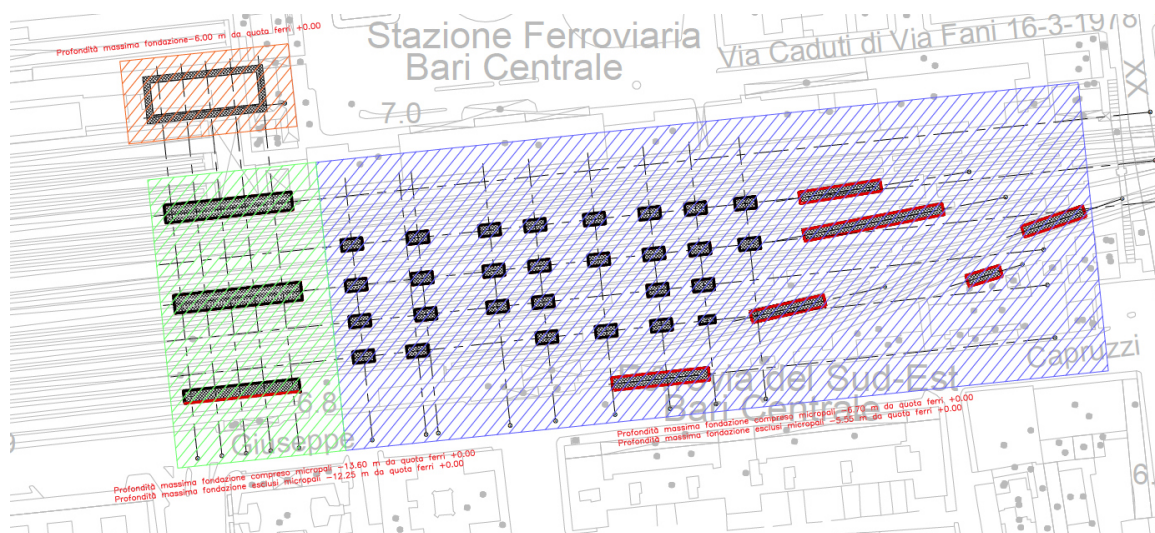 Profondità massima fondazione-6,00 m da quota ferri +0.00
Stazione Ferroviaria
Bari Centrale
Via Caduti di Via Fani 16-3-1978
XX
7.0
6.8
Giuseppe
Capruzzi
Ferrovia del Sud-Est
Bari Centrale
Profondità massima fondazione compreso micropali -6.70 m da quota ferri +0.00
Profondità massima fondazione esclusi micropali -5.55 m da quota ferri +0.00
Profondità massima fondazione compreso micropali -13.60 m da quota ferri +0.00
Profondità massima fondazione esclusi micropali -12.25 m da quota ferri +0.00
6.